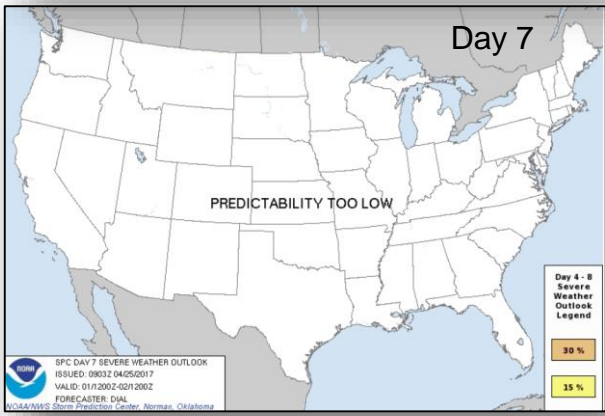 Day 7
PREDICTABILITY TOO LOW
Day 4 - 8
Severe
Weather
Outlook
Legend
30 %
15 %
NOAA
SPC DAY 7 SEVERE WEATHER OUTLOOK
ISSUED: 0903Z 04/25/2017
VALID: 01/1200Z-02/1200Z
FORECASTER: DIAL
NOAA/NWS Storm Prediction Center, Norman, Oklahoma